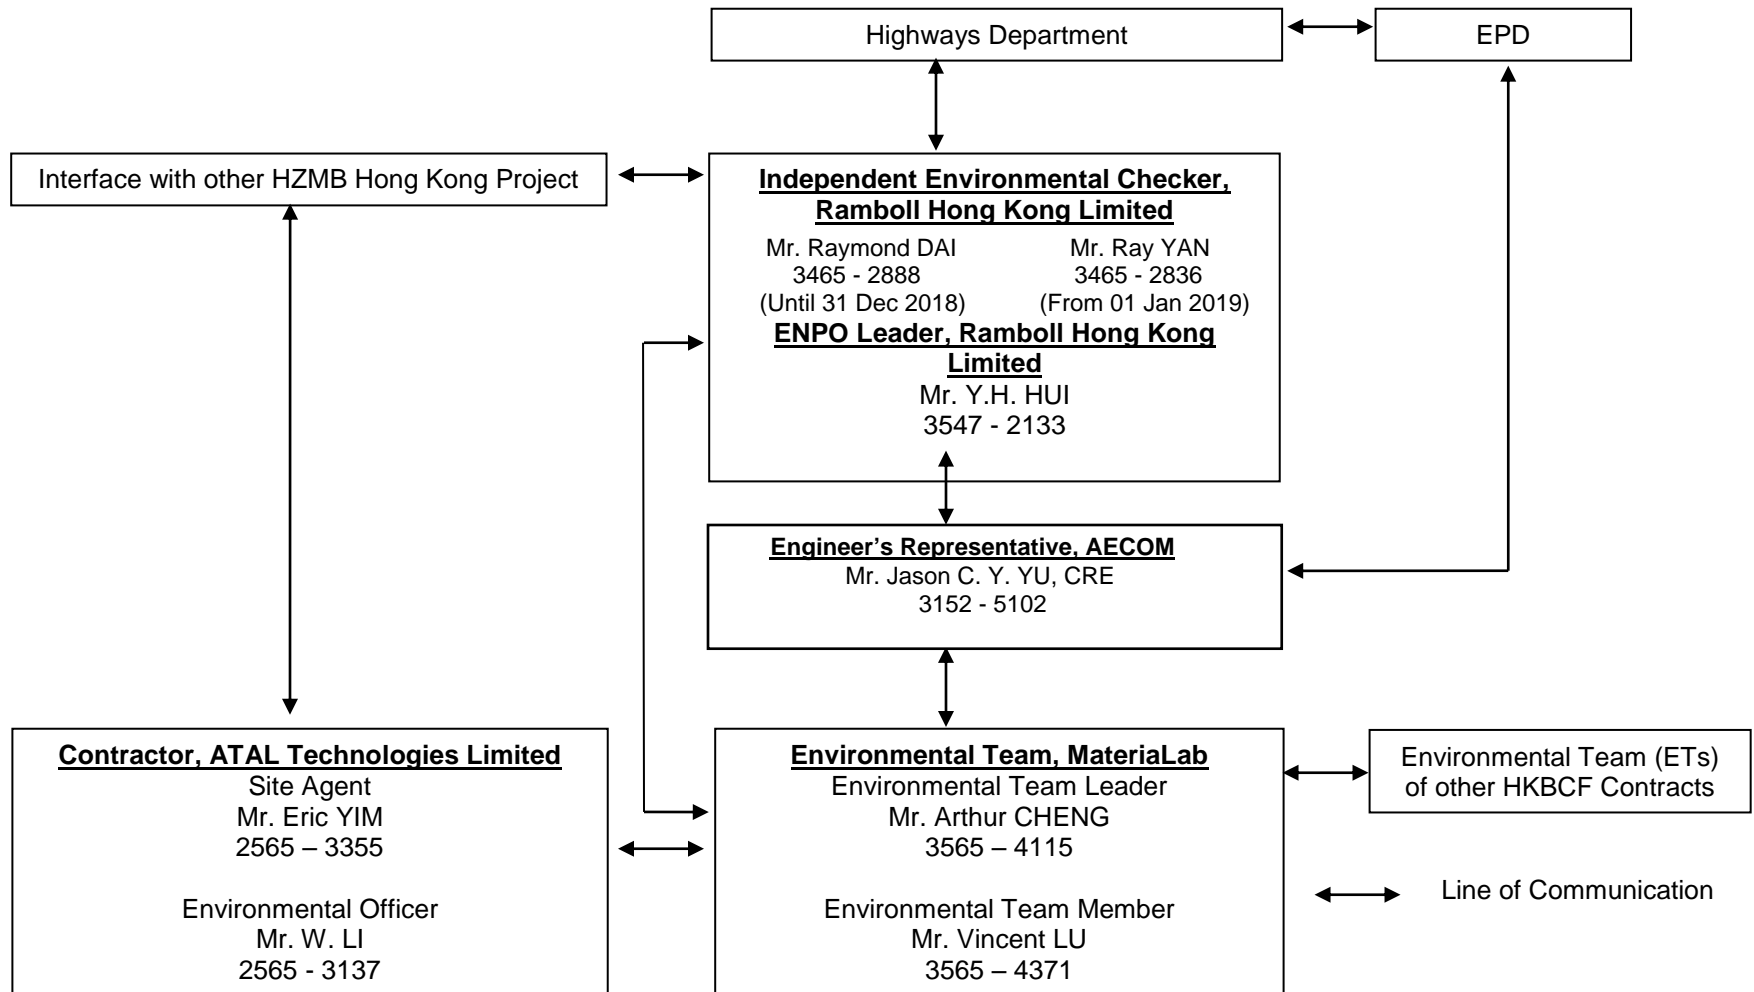 Highways Department
EPD
Interface with other HZMB Hong Kong Project
Independent Environmental Checker,
Ramboll Hong Kong Limited
Mr. Raymond DAI
3465 - 2888
(Until 31 Dec 2018)
Mr. Ray YAN
3465 - 2836
(From 01 Jan 2019)
ENPO Leader, Ramboll Hong Kong
Limited
Mr. Y.H. HUI
3547 - 2133
Engineer's Representative, AECOM
Mr. Jason C. Y. YU, CRE
3152 - 5102
Contractor, ATAL Technologies Limited
Site Agent
Mr. Eric YIM
2565 – 3355
Environmental Officer
Mr. W. LI
2565 - 3137
Environmental Team, MateriaLab
Environmental Team Leader
Mr. Arthur CHENG
3565 – 4115
Environmental Team Member
Mr. Vincent LU
3565 – 4371
Environmental Team (ETs)
of other HKBCF Contracts
Line of Communication